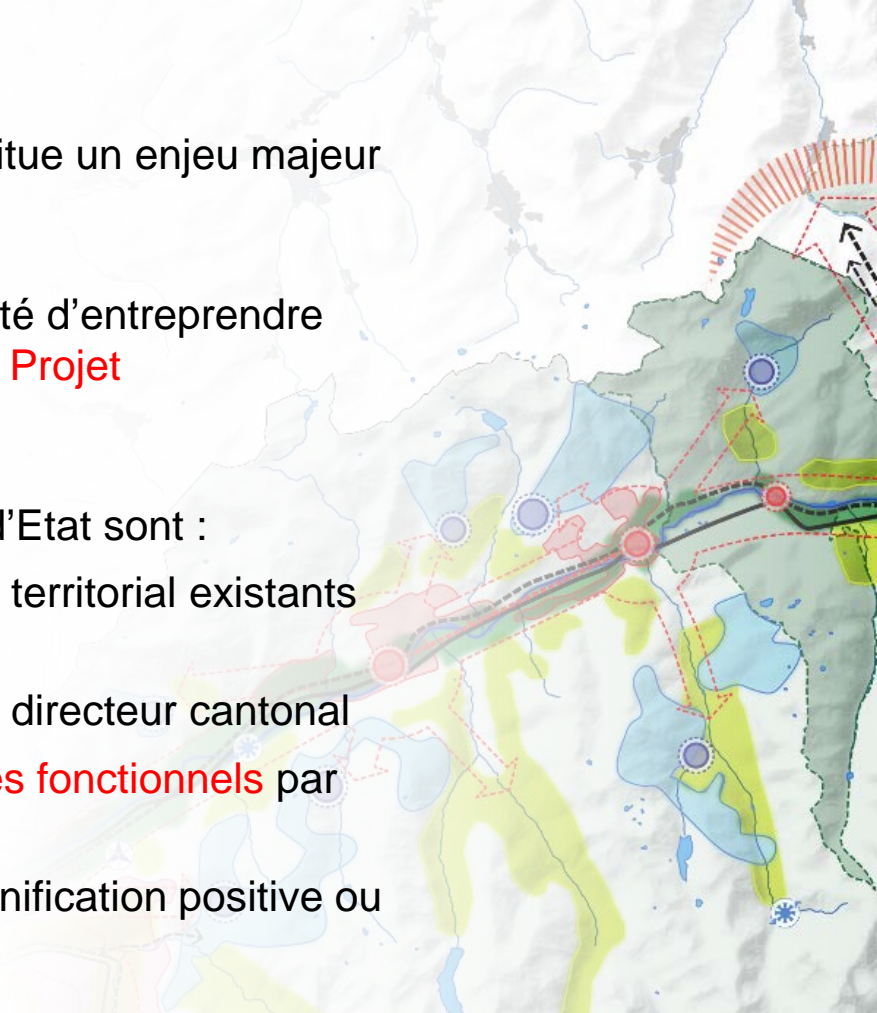 itue un enjeu majeur
té d’entreprendre
Projet
d’Etat sont :
territorial existants
directeur cantonal
es fonctionnels par
nification positive ou